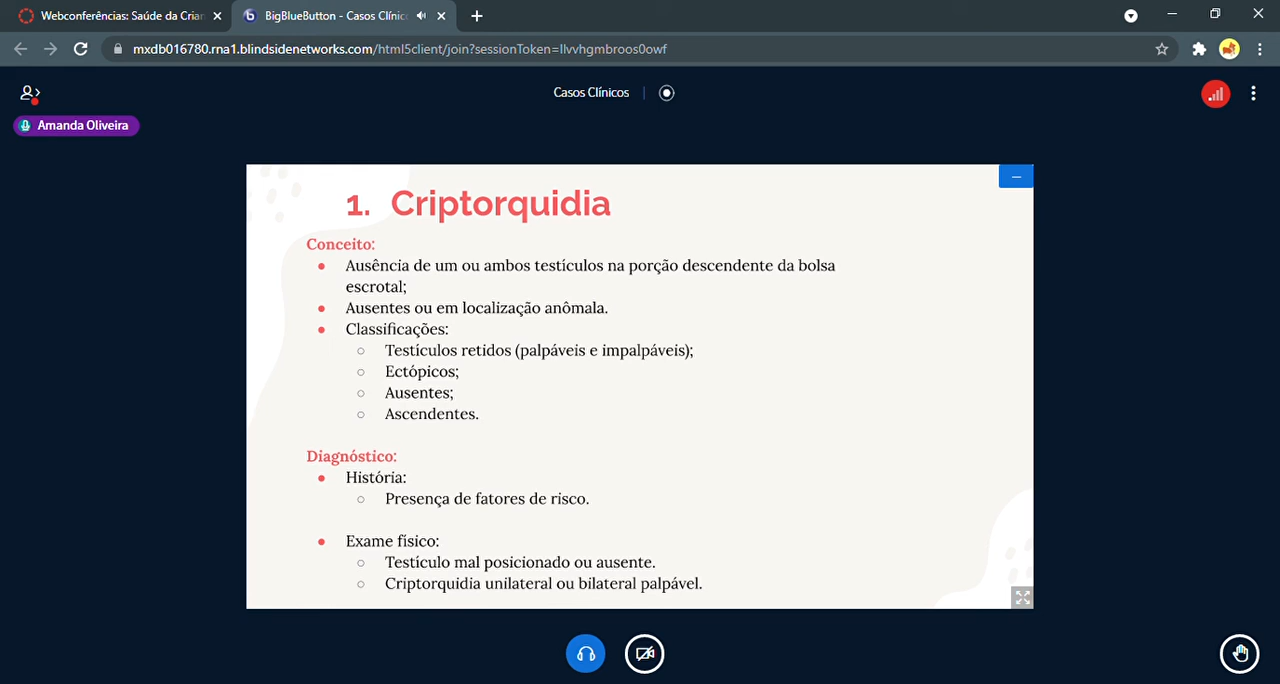 Webconferências: Saúde da Crian
BigBlueButton - Casos Clínico
mxdb016780.rna1.blindsidenetworks.com/html5client/join?sessionToken=llvvhgmbroos0owf
Casos Clínicos
Amanda Oliveira
1. Criptorquidia
Conceito:
Ausência de um ou ambos testículos na porção descendente da bolsa
escrotal;
Ausentes ou em localização anômala.
Classificações:
Testículos retidos (palpáveis e impalpáveis);
Ectópicos;
Ausentes;
Ascendentes.
Diagnóstico:
História:
Presença de fatores de risco.
Exame físico:
Testículo mal posicionado ou ausente.
Criptorquidia unilateral ou bilateral palpável.